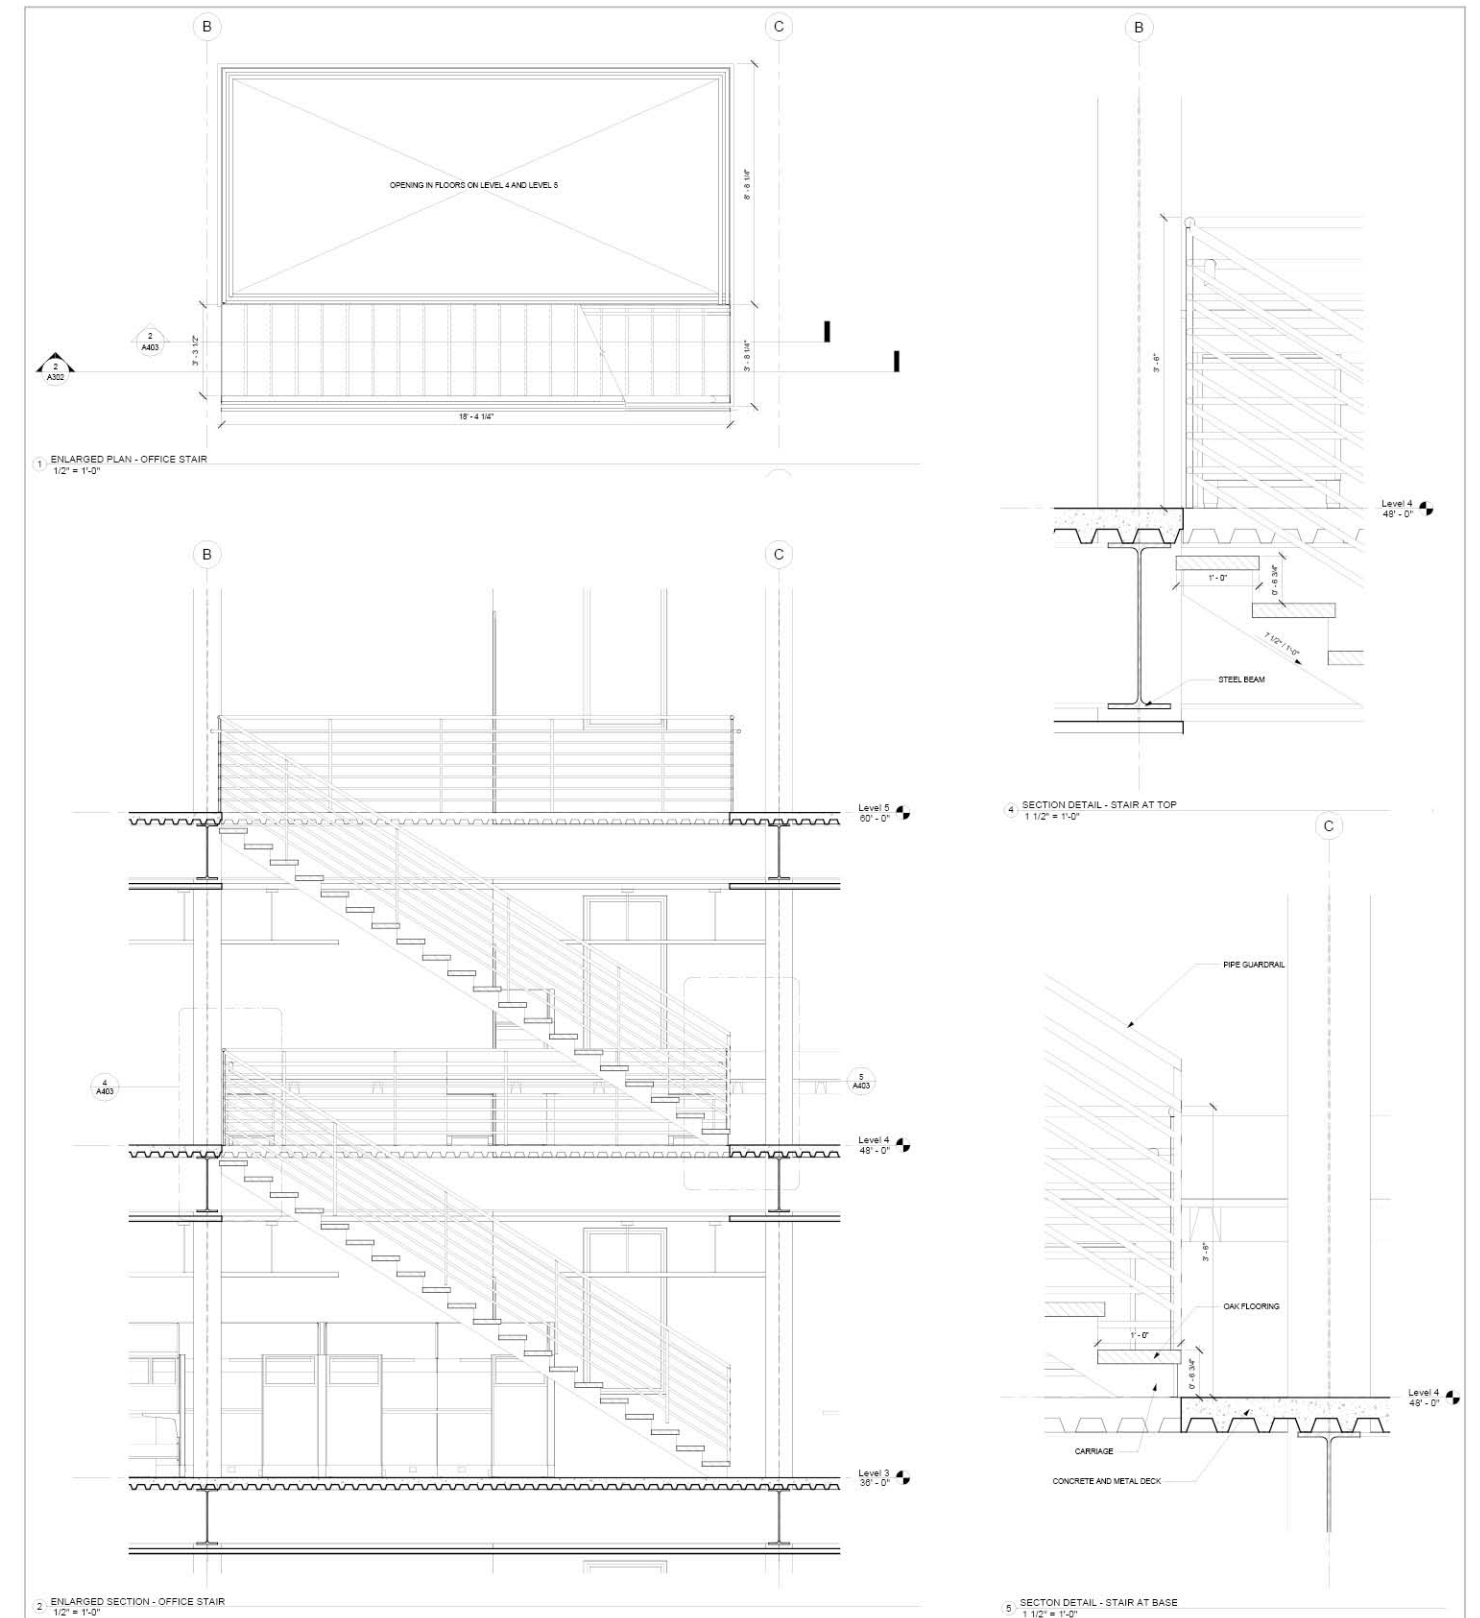 B
C
OPENING IN FLOORS ON LEVEL 4 AND LEVEL 5
8' - 8 1/4"
3' - 3 1/2"
3' - 8 1/4"
18' - 4 1/4"
2
A403
2
A302
1
ENLARGED PLAN - OFFICE STAIR
1/2" = 1'-0"
B
C
Level 5
60' - 0"
4
A403
5
A403
Level 4
48' - 0"
Level 3
36' - 0"
2
ENLARGED SECTION - OFFICE STAIR
1/2" = 1'-0"
B
3' - 6"
Level 4
48' - 0"
1' - 0"
0' - 6 3/4"
7 1/2" / 1'-0"
STEEL BEAM
4
SECTION DETAIL - STAIR AT TOP
1 1/2" = 1'-0"
C
PIPE GUARDRAIL
3' - 6"
OAK FLOORING
1' - 0"
0' - 6 3/4"
Level 4
48' - 0"
CARRIAGE
CONCRETE AND METAL DECK
5
SECTON DETAIL - STAIR AT BASE
1 1/2" = 1'-0"